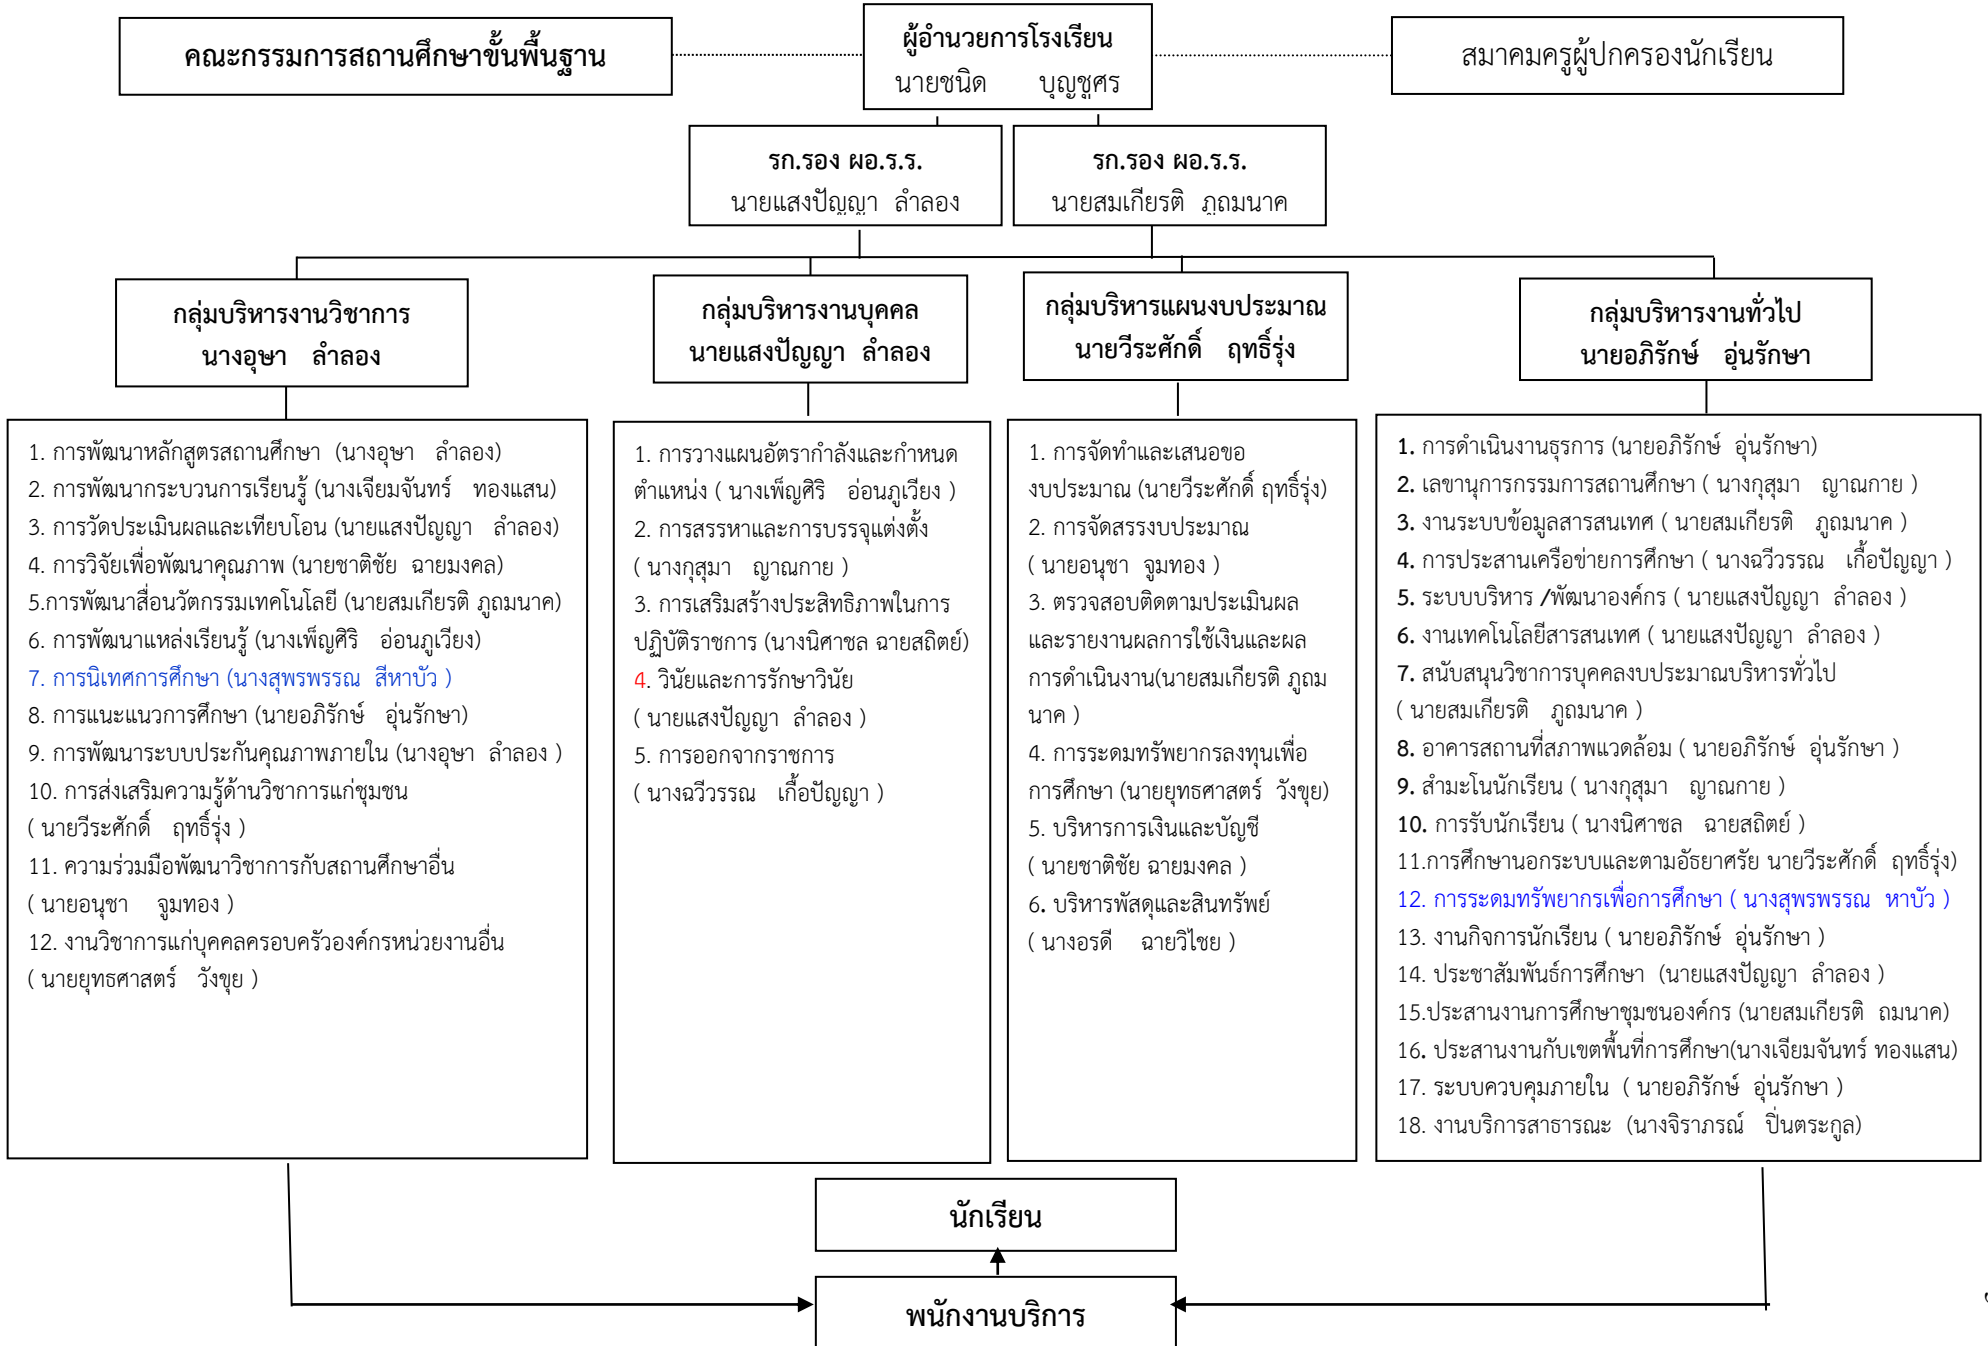 คณะกรรมการสถานศึกษาขั้นพื้นฐาน
ผู้อำนวยการโรงเรียน
นายชนิด บุญชูศร
สมาคมครูผู้ปกครองนักเรียน
รก.รอง ผอ.ร.ร.
นายแสงปัญญา ลำลอง
รก.รอง ผอ.ร.ร.
นายสมเกียรติ ภูถมนาค
กลุ่มบริหารงานวิชาการ
นางอุษา ลำลอง
กลุ่มบริหารงานบุคคล
นายแสงปัญญา ลำลอง
กลุ่มบริหารแผนงบประมาณ
นายวีระศักดิ์ ฤทธิ์รุ่ง
กลุ่มบริหารงานทั่วไป
นายอภิรักษ์ อุ่นรักษา
1. การพัฒนาหลักสูตรสถานศึกษา (นางอุษา ลำลอง)
2. การพัฒนากระบวนการเรียนรู้ (นางเจียมจันทร์ ทองแสน)
3. การวัดประเมินผลและเทียบโอน (นายแสงปัญญา ลำลอง)
4. การวิจัยเพื่อพัฒนาคุณภาพ (นายชาติชัย ฉายมงคล)
5.การพัฒนาสื่อนวัตกรรมเทคโนโลยี (นายสมเกียรติ ภูถมนาค)
6. การพัฒนาแหล่งเรียนรู้ (นางเพ็ญศิริ อ่อนภูเวียง)
7. การนิเทศการศึกษา (นางสุพรพรรณ สีหาบัว )
8. การแนะแนวการศึกษา (นายอภิรักษ์ อุ่นรักษา)
9. การพัฒนาระบบประกันคุณภาพภายใน (นางอุษา ลำลอง )
10. การส่งเสริมความรู้ด้านวิชาการแก่ชุมชน
( นายวีระศักดิ์ ฤทธิ์รุ่ง )
11. ความร่วมมือพัฒนาวิชาการกับสถานศึกษาอื่น
( นายอนุชา จูมทอง )
12. งานวิชาการแก่บุคคลครอบครัวองค์กรหน่วยงานอื่น
( นายยุทธศาสตร์ วังขุย )
1. การวางแผนอัตรากำลังและกำหนด
ตำแหน่ง ( นางเพ็ญศิริ อ่อนภูเวียง )
2. การสรรหาและการบรรจุแต่งตั้ง
( นางกุสุมา ญาณกาย )
3. การเสริมสร้างประสิทธิภาพในการ
ปฏิบัติราชการ (นางนิศาชล ฉายสถิตย์)
4. วินัยและการรักษาวินัย
( นายแสงปัญญา ลำลอง )
5. การออกจากราชการ
( นางฉวีวรรณ เกื้อปัญญา )
1. การจัดทำและเสนอขอ
งบประมาณ (นายวีระศักดิ์ ฤทธิ์รุ่ง)
2. การจัดสรรงบประมาณ
( นายอนุชา จูมทอง )
3. ตรวจสอบติดตามประเมินผล
และรายงานผลการใช้เงินและผล
การดำเนินงาน(นายสมเกียรติ ภูถม
นาค )
4. การระดมทรัพยากรลงทุนเพื่อ
การศึกษา (นายยุทธศาสตร์ วังขุย)
5. บริหารการเงินและบัญชี
( นายชาติชัย ฉายมงคล )
6. บริหารพัสดุและสินทรัพย์
( นางอรดี ฉายวิไชย )
1. การดำเนินงานธุรการ (นายอภิรักษ์ อุ่นรักษา)
2. เลขานุการกรรมการสถานศึกษา ( นางกุสุมา ญาณกาย )
3. งานระบบข้อมูลสารสนเทศ ( นายสมเกียรติ ภูถมนาค )
4. การประสานเครือข่ายการศึกษา ( นางฉวีวรรณ เกื้อปัญญา )
5. ระบบบริหาร /พัฒนาองค์กร ( นายแสงปัญญา ลำลอง )
6. งานเทคโนโลยีสารสนเทศ ( นายแสงปัญญา ลำลอง )
7. สนับสนุนวิชาการบุคคลงบประมาณบริหารทั่วไป
( นายสมเกียรติ ภูถมนาค )
8. อาคารสถานที่สภาพแวดล้อม ( นายอภิรักษ์ อุ่นรักษา )
9. สำมะโนนักเรียน ( นางกุสุมา ญาณกาย )
10. การรับนักเรียน ( นางนิศาชล ฉายสถิตย์ )
11.การศึกษานอกระบบและตามอัธยาศรัย นายวีระศักดิ์ ฤทธิ์รุ่ง)
12. การระดมทรัพยากรเพื่อการศึกษา ( นางสุพรพรรณ หาบัว )
13. งานกิจการนักเรียน ( นายอภิรักษ์ อุ่นรักษา )
14. ประชาสัมพันธ์การศึกษา (นายแสงปัญญา ลำลอง )
15.ประสานงานการศึกษาชุมชนองค์กร (นายสมเกียรติ ถมนาค)
16. ประสานงานกับเขตพื้นที่การศึกษา(นางเจียมจันทร์ ทองแสน)
17. ระบบควบคุมภายใน ( นายอภิรักษ์ อุ่นรักษา )
18. งานบริการสาธารณะ (นางจิราภรณ์ ปิ่นตระกูล)
นักเรียน
พนักงานบริการ